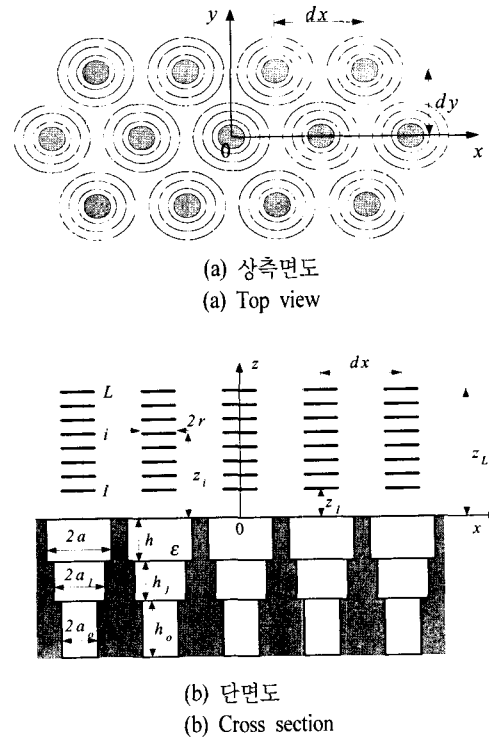 y
dx
dy
0
x
(a) 상측면도
(a) Top view
z
dx
L
i
2r
z_i
z_L
I
z_I
0
x
2a
h
ε
2a_I
h_I
2a_o
h_o
(b) 단면도
(b) Cross section